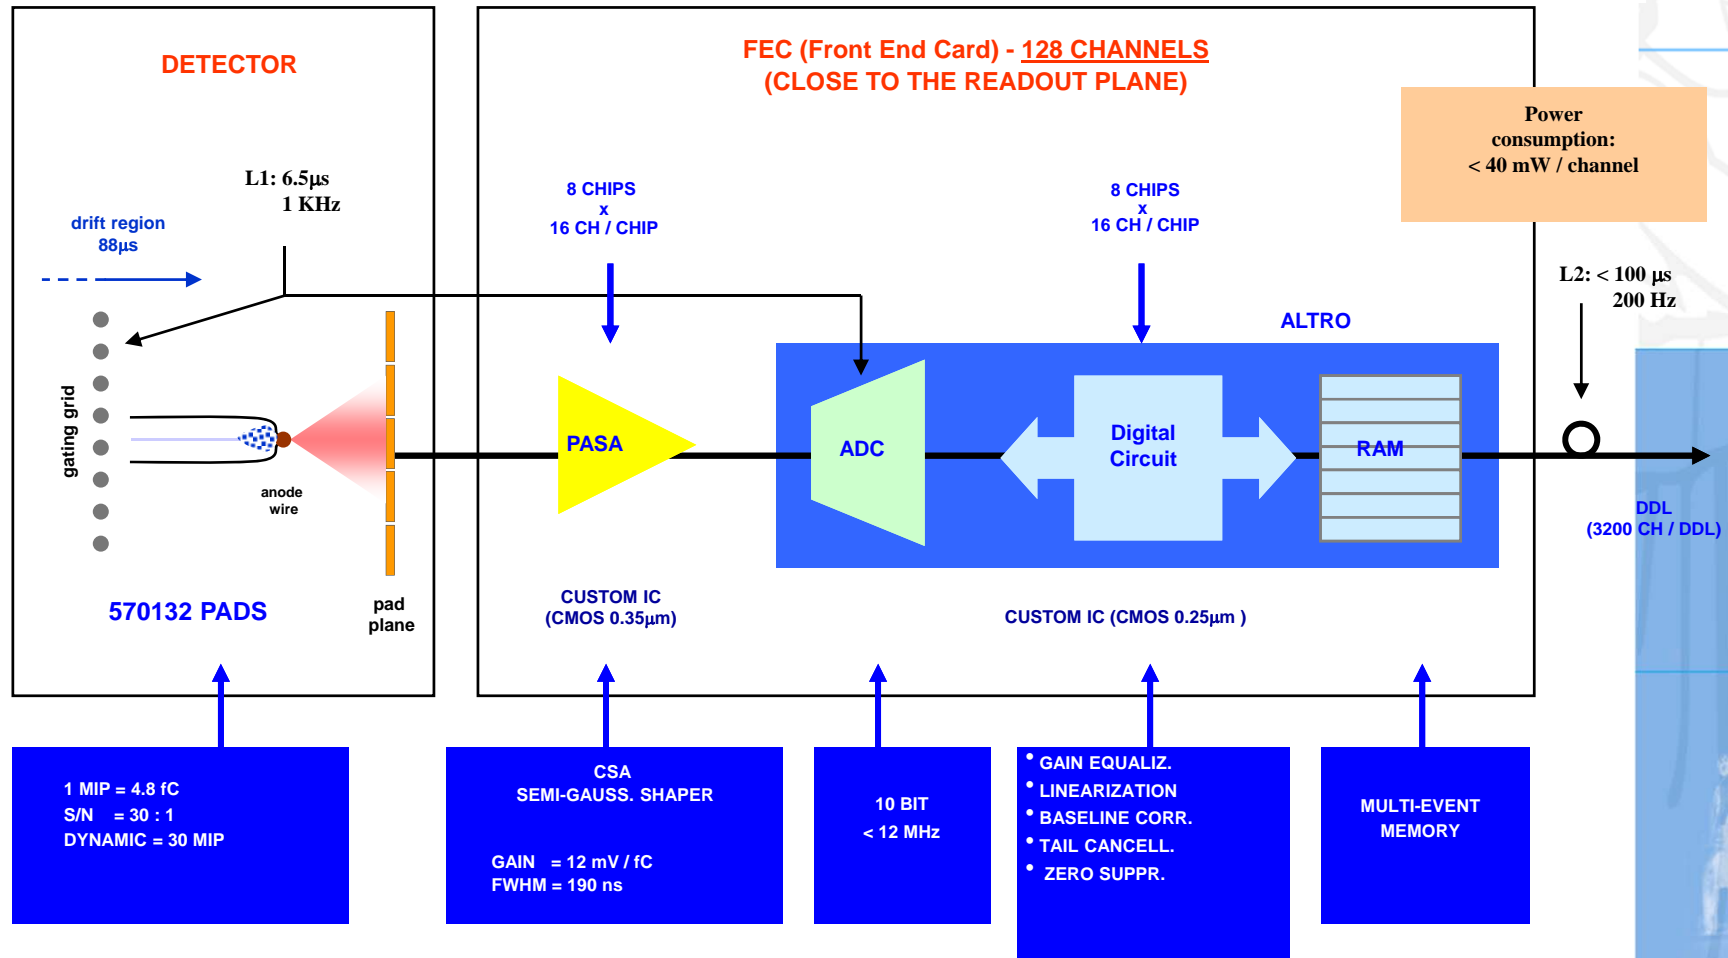 DETECTOR
FEC (Front End Card) - 128 CHANNELS
(CLOSE TO THE READOUT PLANE)
Power
consumption:
< 40 mW / channel
L1: 6.5μs
1 KHz
drift region
88μs
8 CHIPS
x
16 CH / CHIP
8 CHIPS
x
16 CH / CHIP
L2: < 100 μs
200 Hz
ALTRO
gating grid
anode
wire
PASA
ADC
Digital
Circuit
RAM
DDL
(3200 CH / DDL)
570132 PADS
pad
plane
CUSTOM IC
(CMOS 0.35μm)
CUSTOM IC (CMOS 0.25μm )
1 MIP = 4.8 fC
S/N = 30 : 1
DYNAMIC = 30 MIP
CSA
SEMI-GAUSS. SHAPER
GAIN = 12 mV / fC
FWHM = 190 ns
10 BIT
< 12 MHz
• GAIN EQUALIZ.
• LINEARIZATION
• BASELINE CORR.
• TAIL CANCELL.
• ZERO SUPPR.
MULTI-EVENT
MEMORY